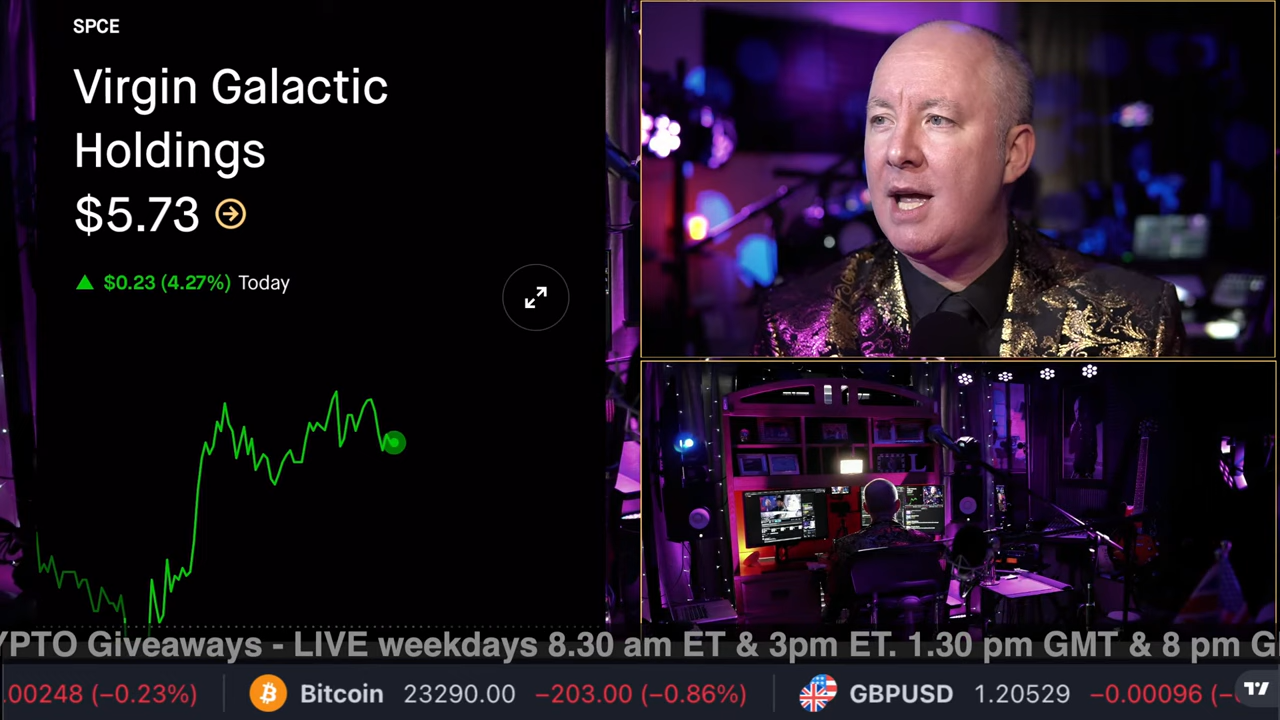 SPCE
Virgin Galactic
Holdings
$5.73
$0.23 (4.27%) Today
YPTO Giveaways - LIVE weekdays 8.30 am ET & 3pm ET. 1.30 pm GMT & 8 pm G
.00248 (−0.23%) Bitcoin 23290.00 −203.00 (−0.86%) GBPUSD 1.20529 −0.00096 (−